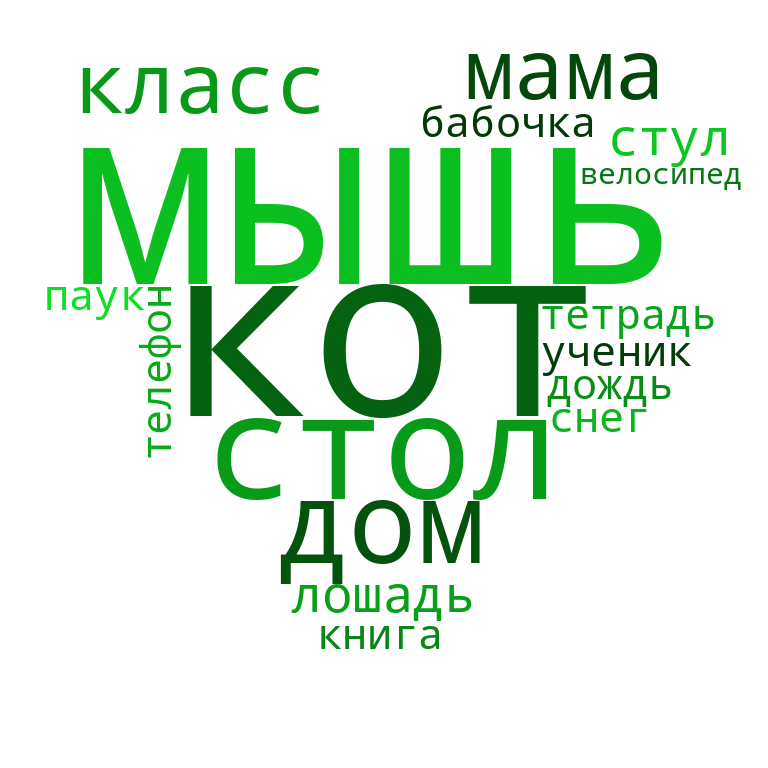 мама
класс
бабочка
стул
мышь
велосипед
паук
телефон
кот
тетрадь
ученик
дождь
снег
стол
дом
лошадь
книга